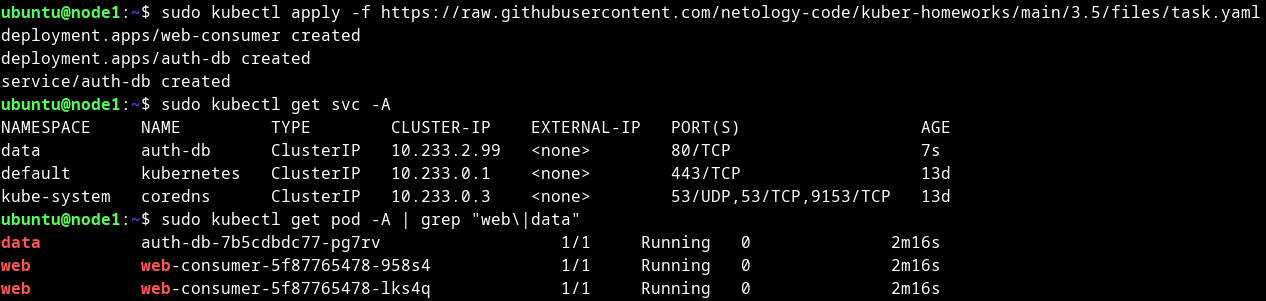 ubuntu@node1:~$ sudo kubectl apply -f https://raw.githubusercontent.com/netology-code/kuber-homeworks/main/3.5/files/task.yaml
deployment.apps/web-consumer created
deployment.apps/auth-db created
service/auth-db created
ubuntu@node1:~$ sudo kubectl get svc -A
NAMESPACE     NAME         TYPE        CLUSTER-IP    EXTERNAL-IP   PORT(S)                  AGE
data          auth-db      ClusterIP   10.233.2.99   <none>        80/TCP                   7s
default       kubernetes   ClusterIP   10.233.0.1    <none>        443/TCP                  13d
kube-system   coredns      ClusterIP   10.233.0.3    <none>        53/UDP,53/TCP,9153/TCP   13d
ubuntu@node1:~$ sudo kubectl get pod -A | grep "web\|data"
data          auth-db-7b5cdbdc77-pg7rv                  1/1     Running   0              2m16s
web           web-consumer-5f87765478-958s4             1/1     Running   0              2m16s
web           web-consumer-5f87765478-lks4q             1/1     Running   0              2m16s